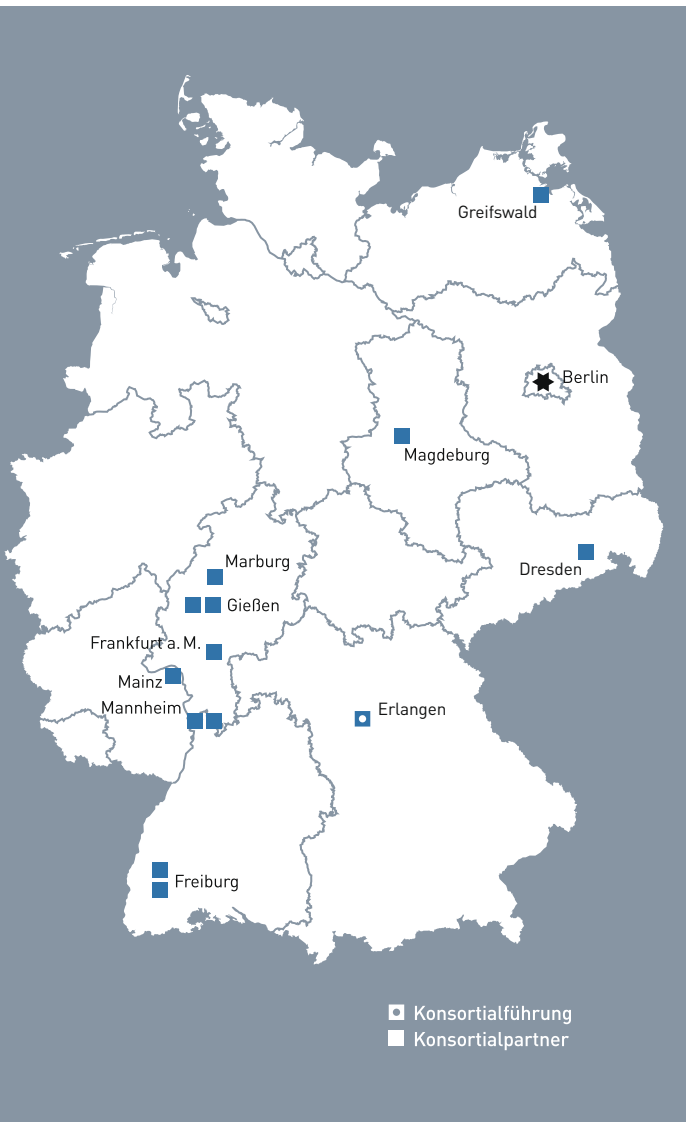 Greifswald
Berlin
Magdeburg
Marburg
Dresden
Gießen
Frankfurt a. M.
Mainz
Mannheim
Erlangen
Freiburg
Konsortialführung
Konsortialpartner